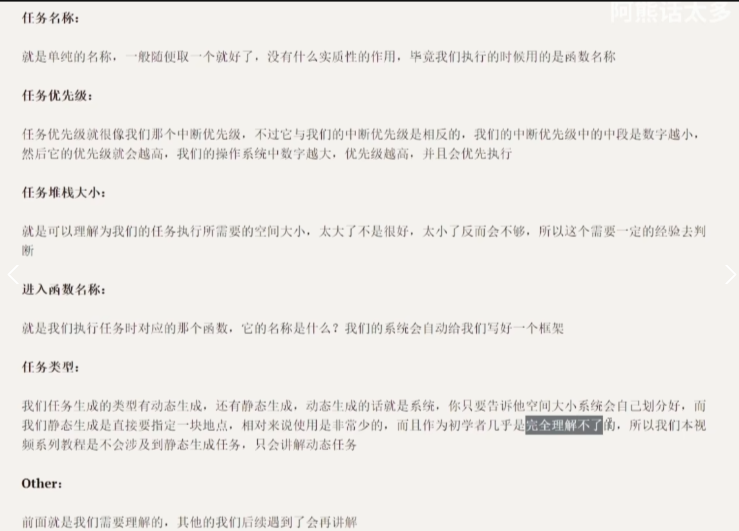 阿熊话太多
任务名称：
就是单纯的名称，一般随便取一个就好了，没有什么实质性的作用，毕竟我们执行的时候用的是函数名称
任务优先级：
任务优先级就很像我们那个中断优先级，不过它与我们的中断优先级是相反的，我们的中断优先级中的中段是数字越小，
然后它的优先级就会越高，我们的操作系统中数字越大，优先级越高，并且会优先执行
任务堆栈大小：
就是可以理解为我们的任务执行所需要的空间大小，太大了不是很好，太小了反而会不够，所以这个需要一定的经验去判
断
进入函数名称：
就是我们执行任务时对应的那个函数，它的名称是什么？我们的系统会自动给我们写好一个框架
任务类型：
我们任务生成的类型有动态生成，还有静态生成，动态生成的话就是系统，你只要告诉他空间大小系统会自己划分好，而
我们静态生成是直接要指定一块地点，相对来说使用是非常少的，而且作为初学者几乎是完全理解不了的，所以我们本视
频系列教程是不会涉及到静态生成任务，只会讲解动态任务
Other：
前面就是我们需要理解的，其他的我们后续遇到了会再讲解